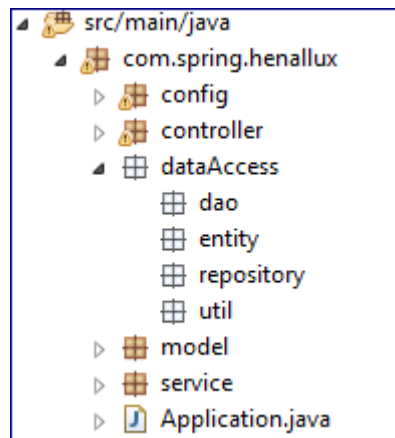 src/main/java
com.spring.henallux
config
controller
dataAccess
dao
entity
repository
util
model
service
Application.java